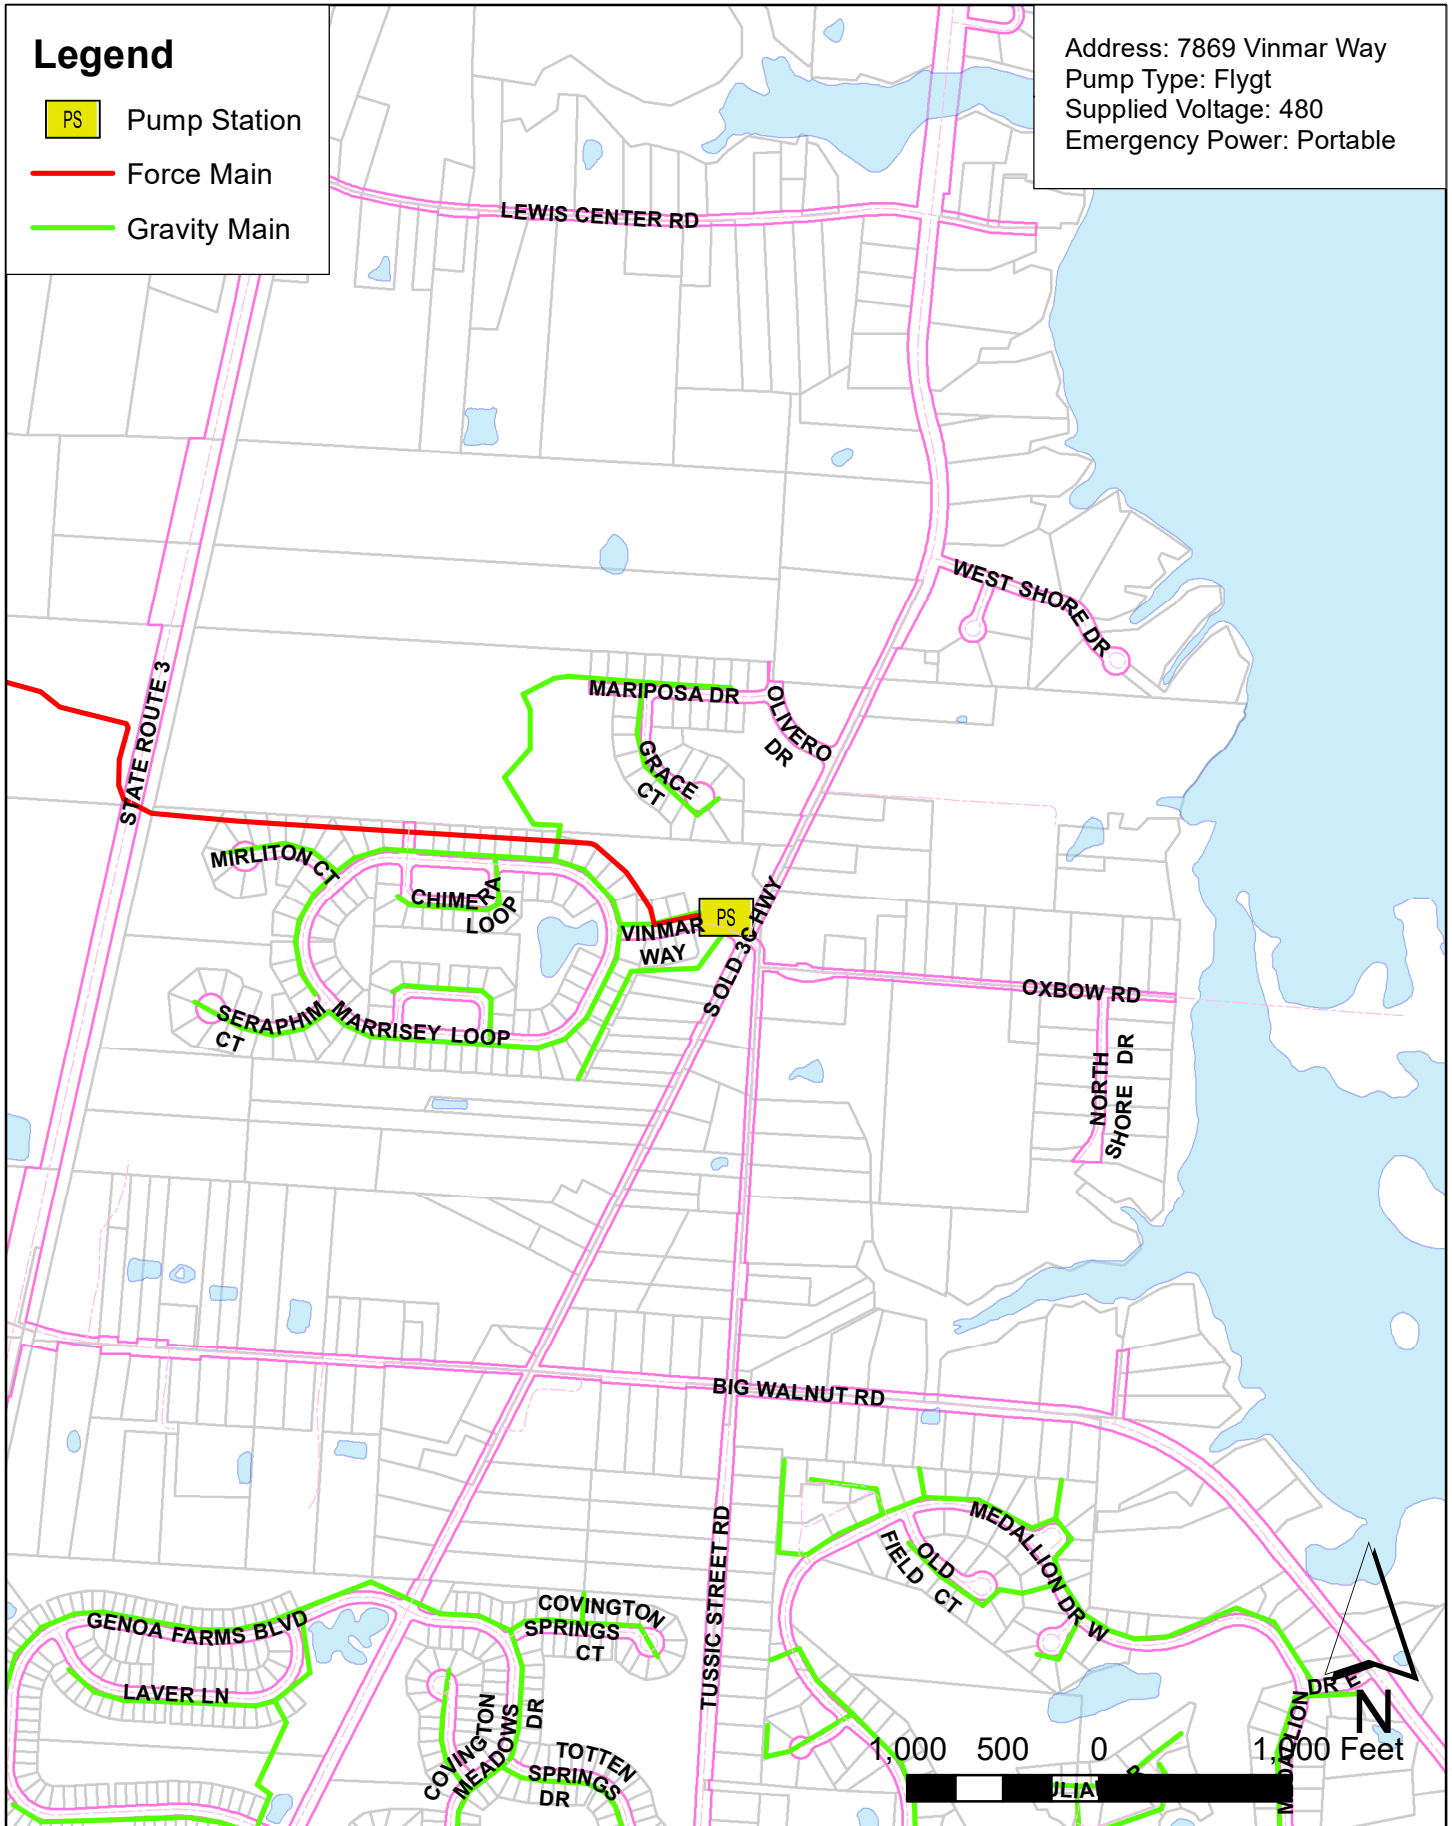 Legend
PS Pump Station
Force Main
Gravity Main
Address: 7869 Vinmar Way
Pump Type: Flygt
Supplied Voltage: 480
Emergency Power: Portable
LEWIS CENTER RD
WEST SHORE DR
STATE ROUTE 3
MARIPOSA DR
OLIVERO
DR
GRACE
CT
MIRLITON CT
CHIMERA
LOOP
PS
VINMAR
WAY
S OLD 3C HWY
OXBOW RD
SERAPHIM
CT
MARRISEY LOOP
NORTH
SHORE DR
BIG WALNUT RD
TUSSIC STREET RD
MEDALLION DR W
OLD
FIELD CT
GENOA FARMS BLVD
LAVER LN
COVINGTON
SPRINGS
CT
COVINGTON
MEADOWS
DR
TOTTEN
SPRINGS
DR
DR E
N
1,000 500 0 1,000 Feet